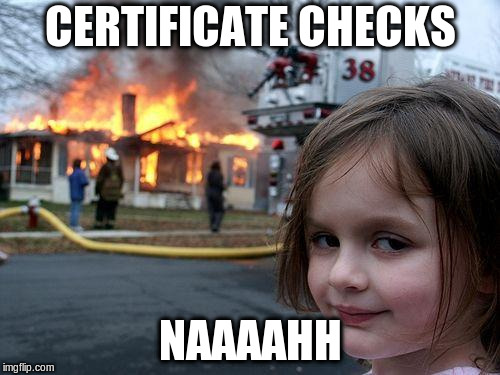 CERTIFICATE CHECKS
38
NAAAAHH
imgflip.com